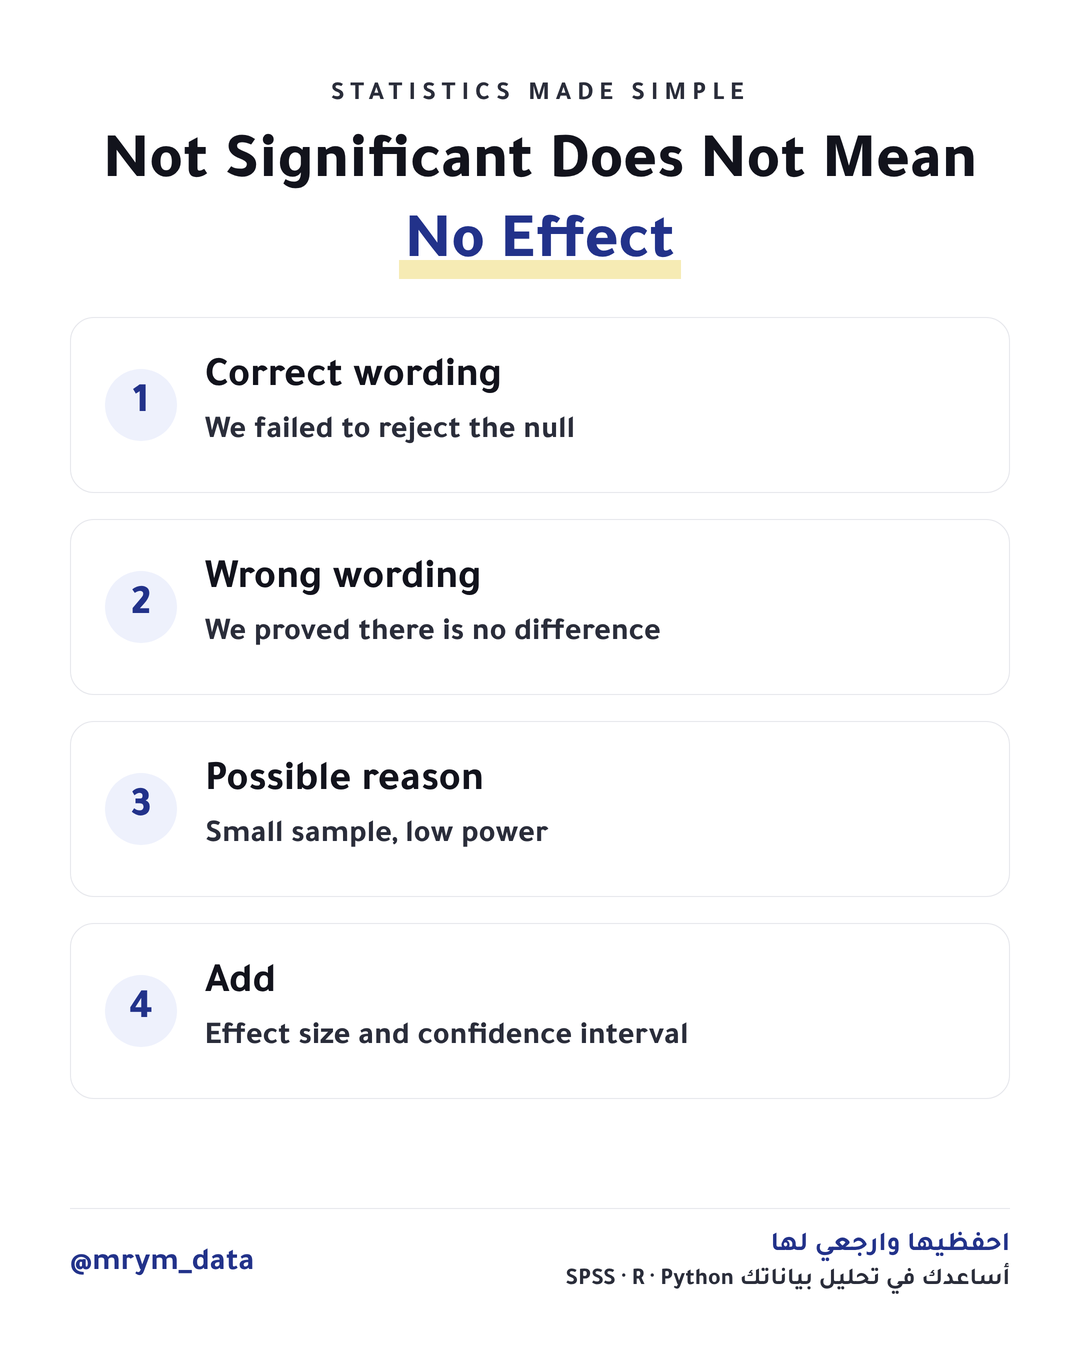 STATISTICS MADE SIMPLE
Not Significant Does Not Mean
No Effect
1
Correct wording
We failed to reject the null
2
Wrong wording
We proved there is no difference
3
Possible reason
Small sample, low power
4
Add
Effect size and confidence interval
@mrym_data
احفظيها وارجعي لها
أساعدك في تحليل بياناتك SPSS · R · Python